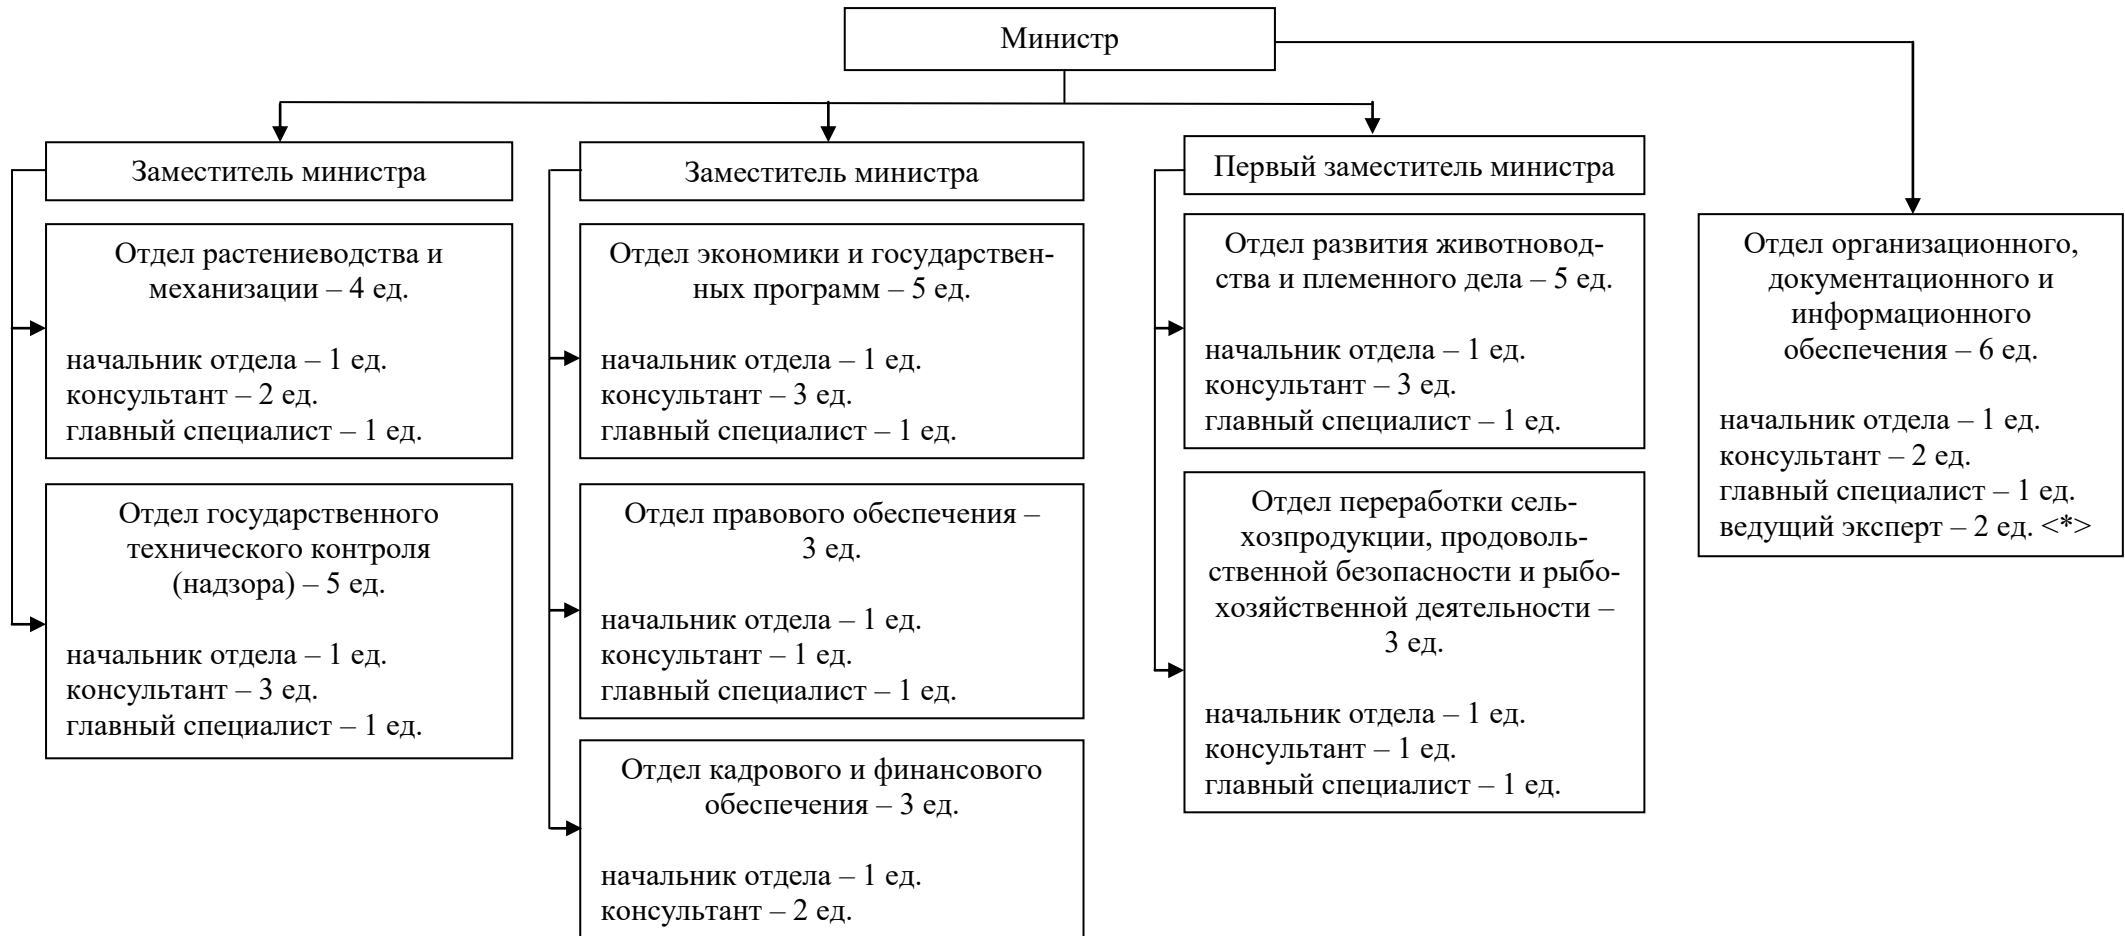 Министр
Заместитель министра
Отдел растениеводства и
механизации – 4 ед.
начальник отдела – 1 ед.
консультант – 2 ед.
главный специалист – 1 ед.
Отдел государственного
технического контроля
(надзора) – 5 ед.
начальник отдела – 1 ед.
консультант – 3 ед.
главный специалист – 1 ед.
Заместитель министра
Отдел экономики и государствен-
ных программ – 5 ед.
начальник отдела – 1 ед.
консультант – 3 ед.
главный специалист – 1 ед.
Отдел правового обеспечения –
3 ед.
начальник отдела – 1 ед.
консультант – 1 ед.
главный специалист – 1 ед.
Отдел кадрового и финансового
обеспечения – 3 ед.
начальник отдела – 1 ед.
консультант – 2 ед.
Первый заместитель министра
Отдел развития животновод-
ства и племенного дела – 5 ед.
начальник отдела – 1 ед.
консультант – 3 ед.
главный специалист – 1 ед.
Отдел переработки сель-
хозпродукции, продоволь-
ственной безопасности и рыбо-
хозяйственной деятельности –
3 ед.
начальник отдела – 1 ед.
консультант – 1 ед.
главный специалист – 1 ед.
Отдел организационного,
документационного и
информационного
обеспечения – 6 ед.
начальник отдела – 1 ед.
консультант – 2 ед.
главный специалист – 1 ед.
ведущий эксперт – 2 ед. <*>